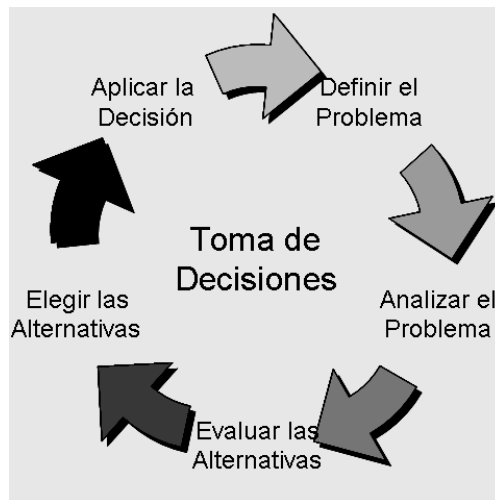 Aplicar la
Decisión
Definir el
Problema
Toma de
Decisiones
Elegir las
Alternativas
Analizar el
Problema
Evaluar las
Alternativas